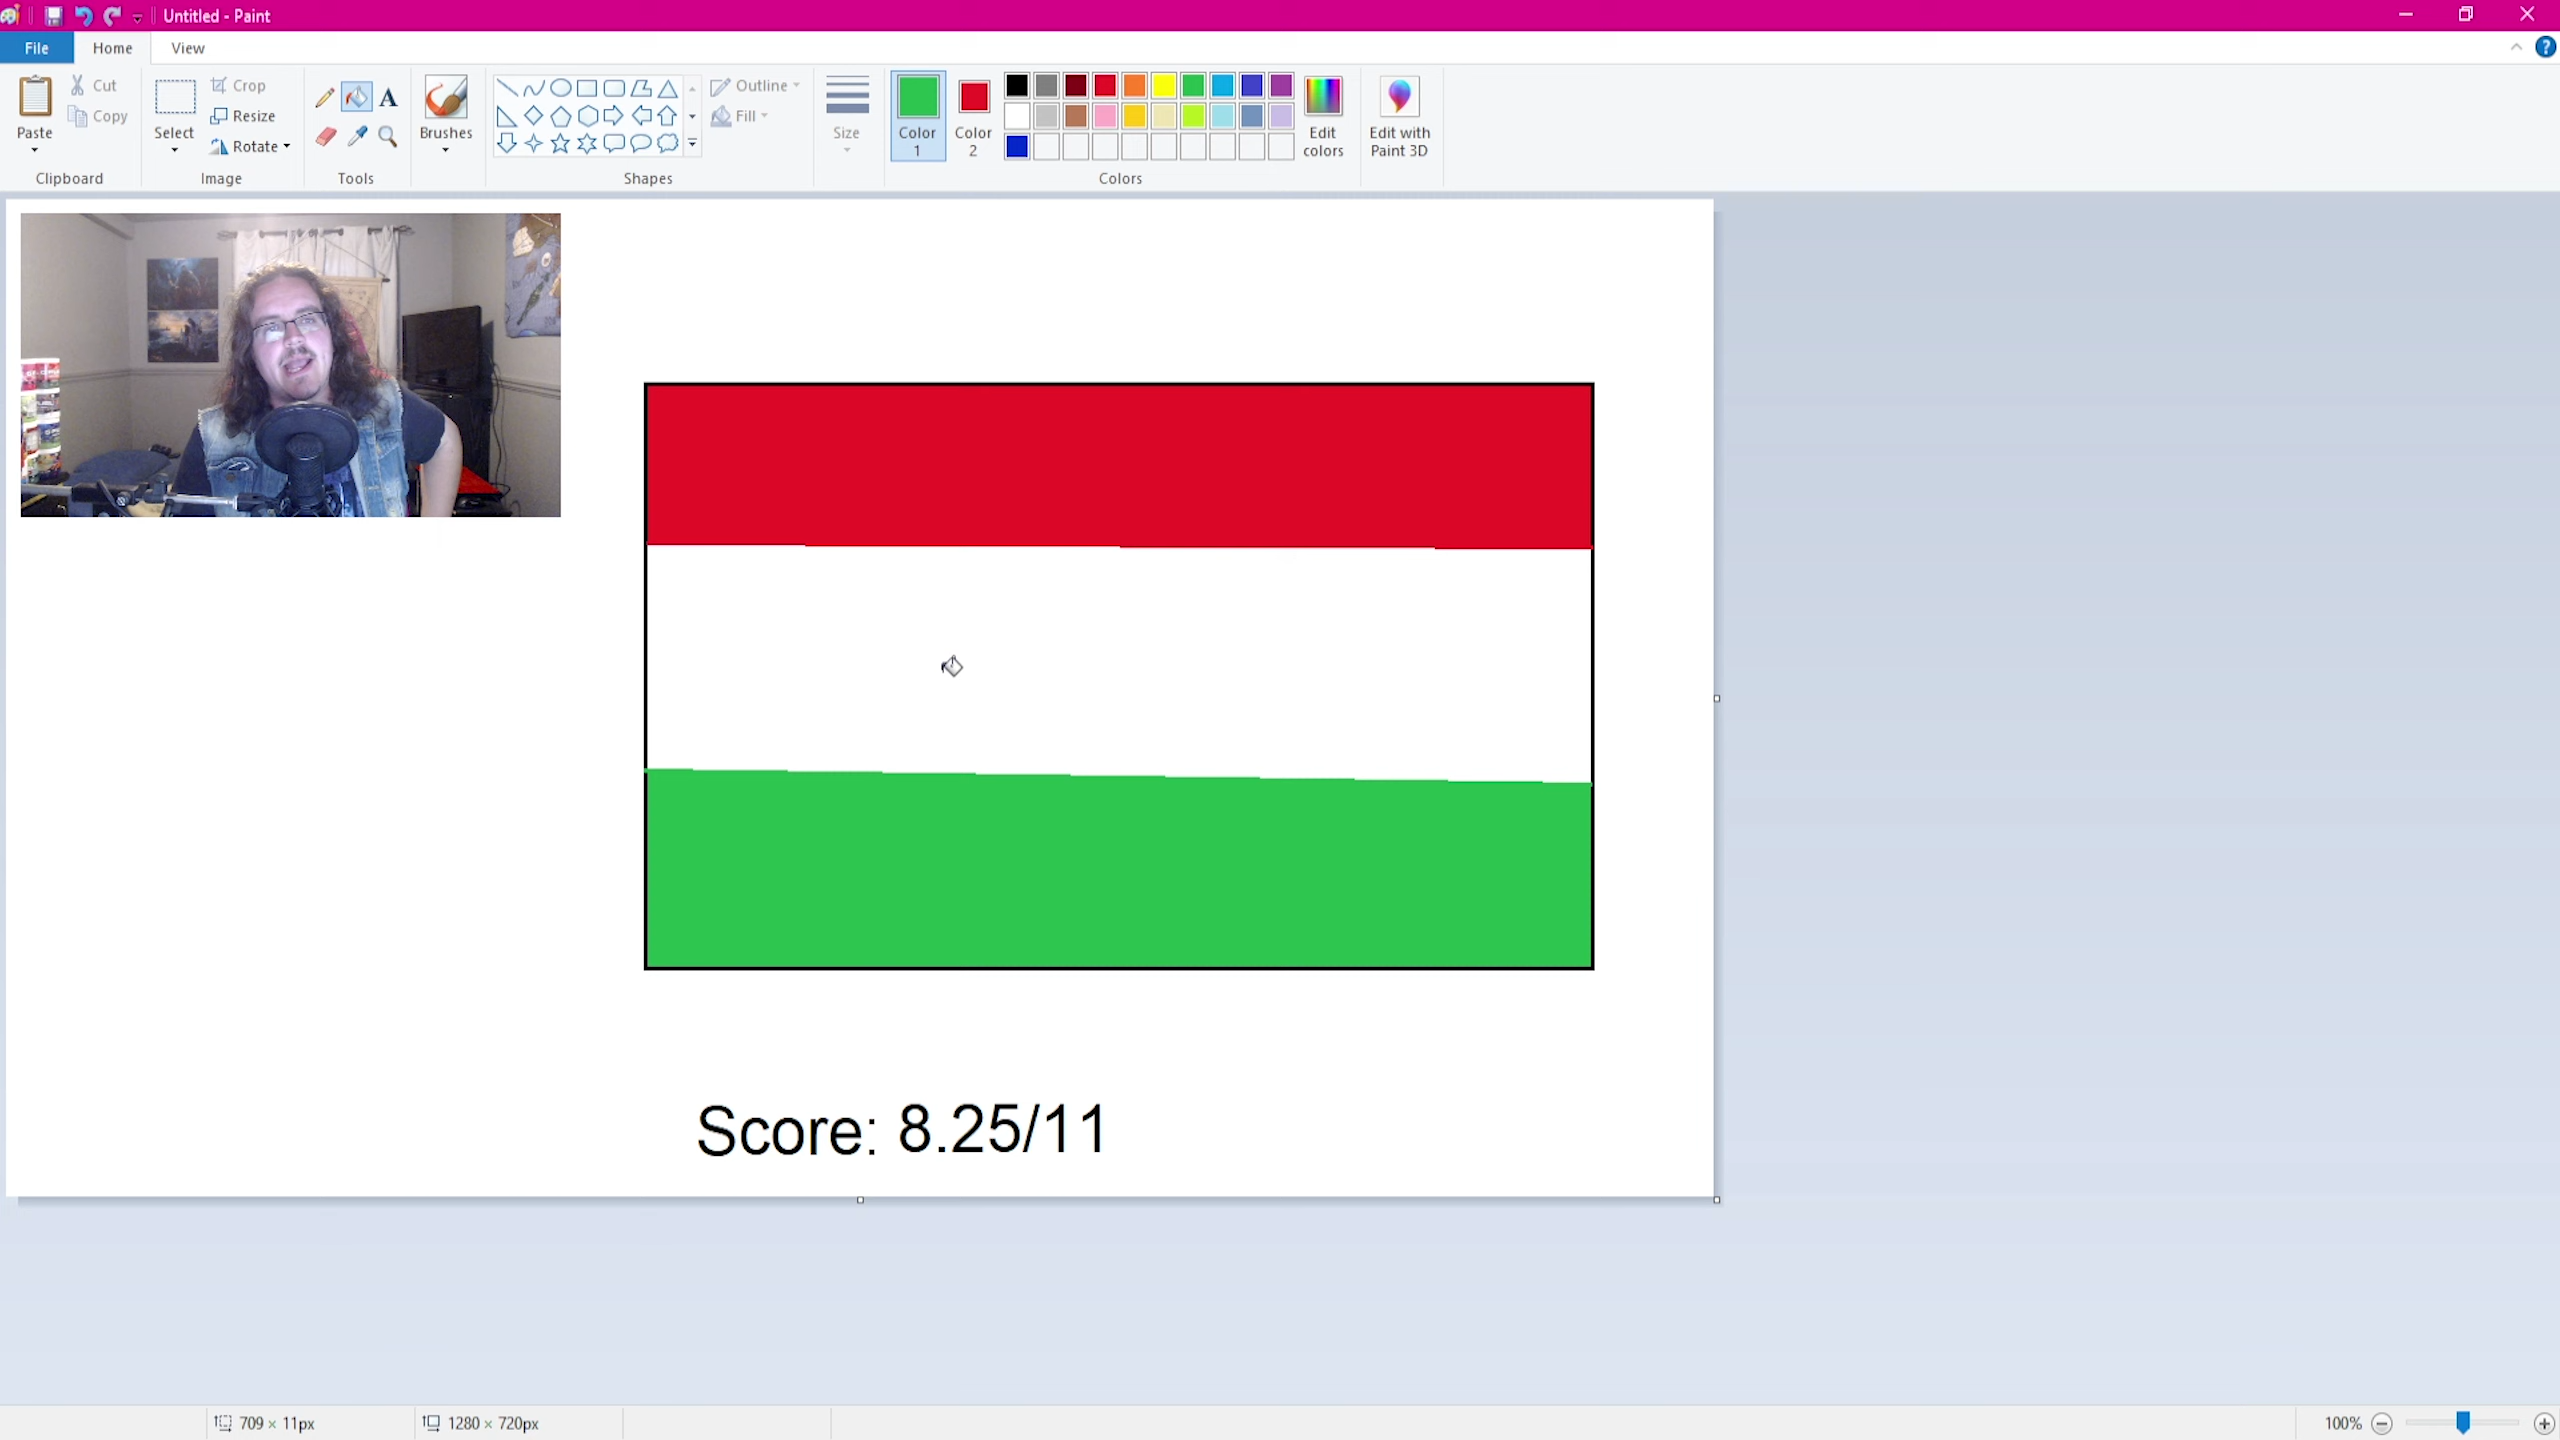 Untitled - Paint
File Home View
Paste
Cut
Copy
Clipboard
Select
Crop
Resize
Rotate
Image
A
Tools
Brushes
Outline
Fill
Shapes
Size
Color 1
Color 2
Edit colors
Colors
Edit with Paint 3D
?
Score: 8.25/11
709 × 11px
1280 × 720px
100%